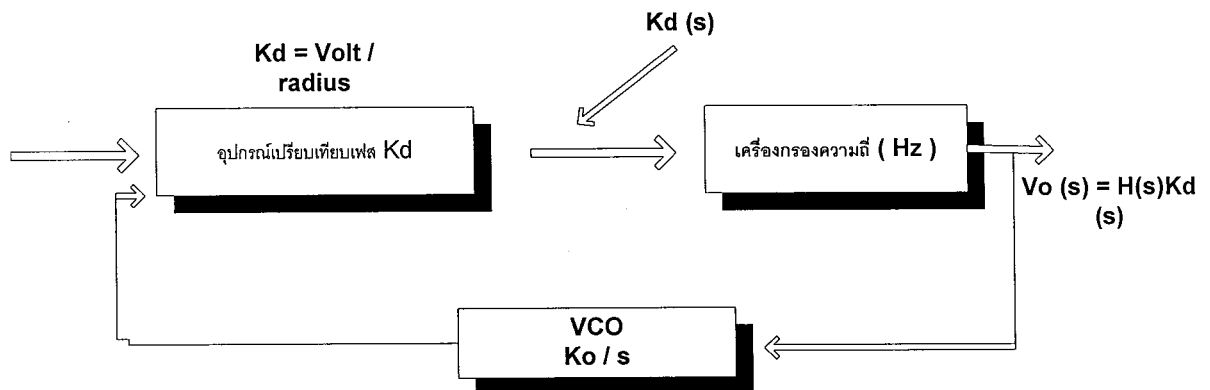 Kd (s)
Kd = Volt /
radius
อุปกรณ์เปรียบเทียบเฟส Kd
เครื่องกรองความถี่ ( Hz )
Vo (s) = H(s)Kd
(s)
VCO
Ko / s